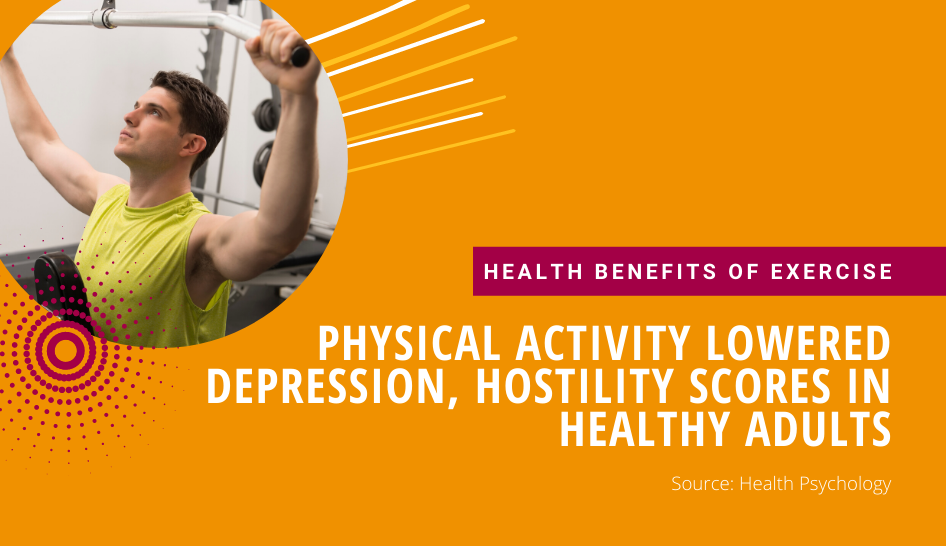 HEALTH BENEFITS OF EXERCISE
PHYSICAL ACTIVITY LOWERED
DEPRESSION, HOSTILITY SCORES IN
HEALTHY ADULTS
Source: Health Psychology